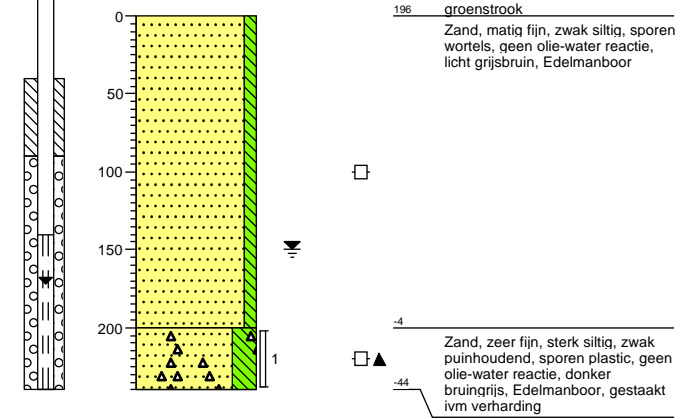 0
50
100
150
200
1
196 groenstrook
Zand, matig fijn, zwak siltig, sporen
wortels, geen olie-water reactie,
licht grijsbruin, Edelmanboor
-4
Zand, zeer fijn, sterk siltig, zwak
puinhoudend, sporen plastic, geen
olie-water reactie, donker
bruingrijs, Edelmanboor, gestaakt
ivm verharding
-44